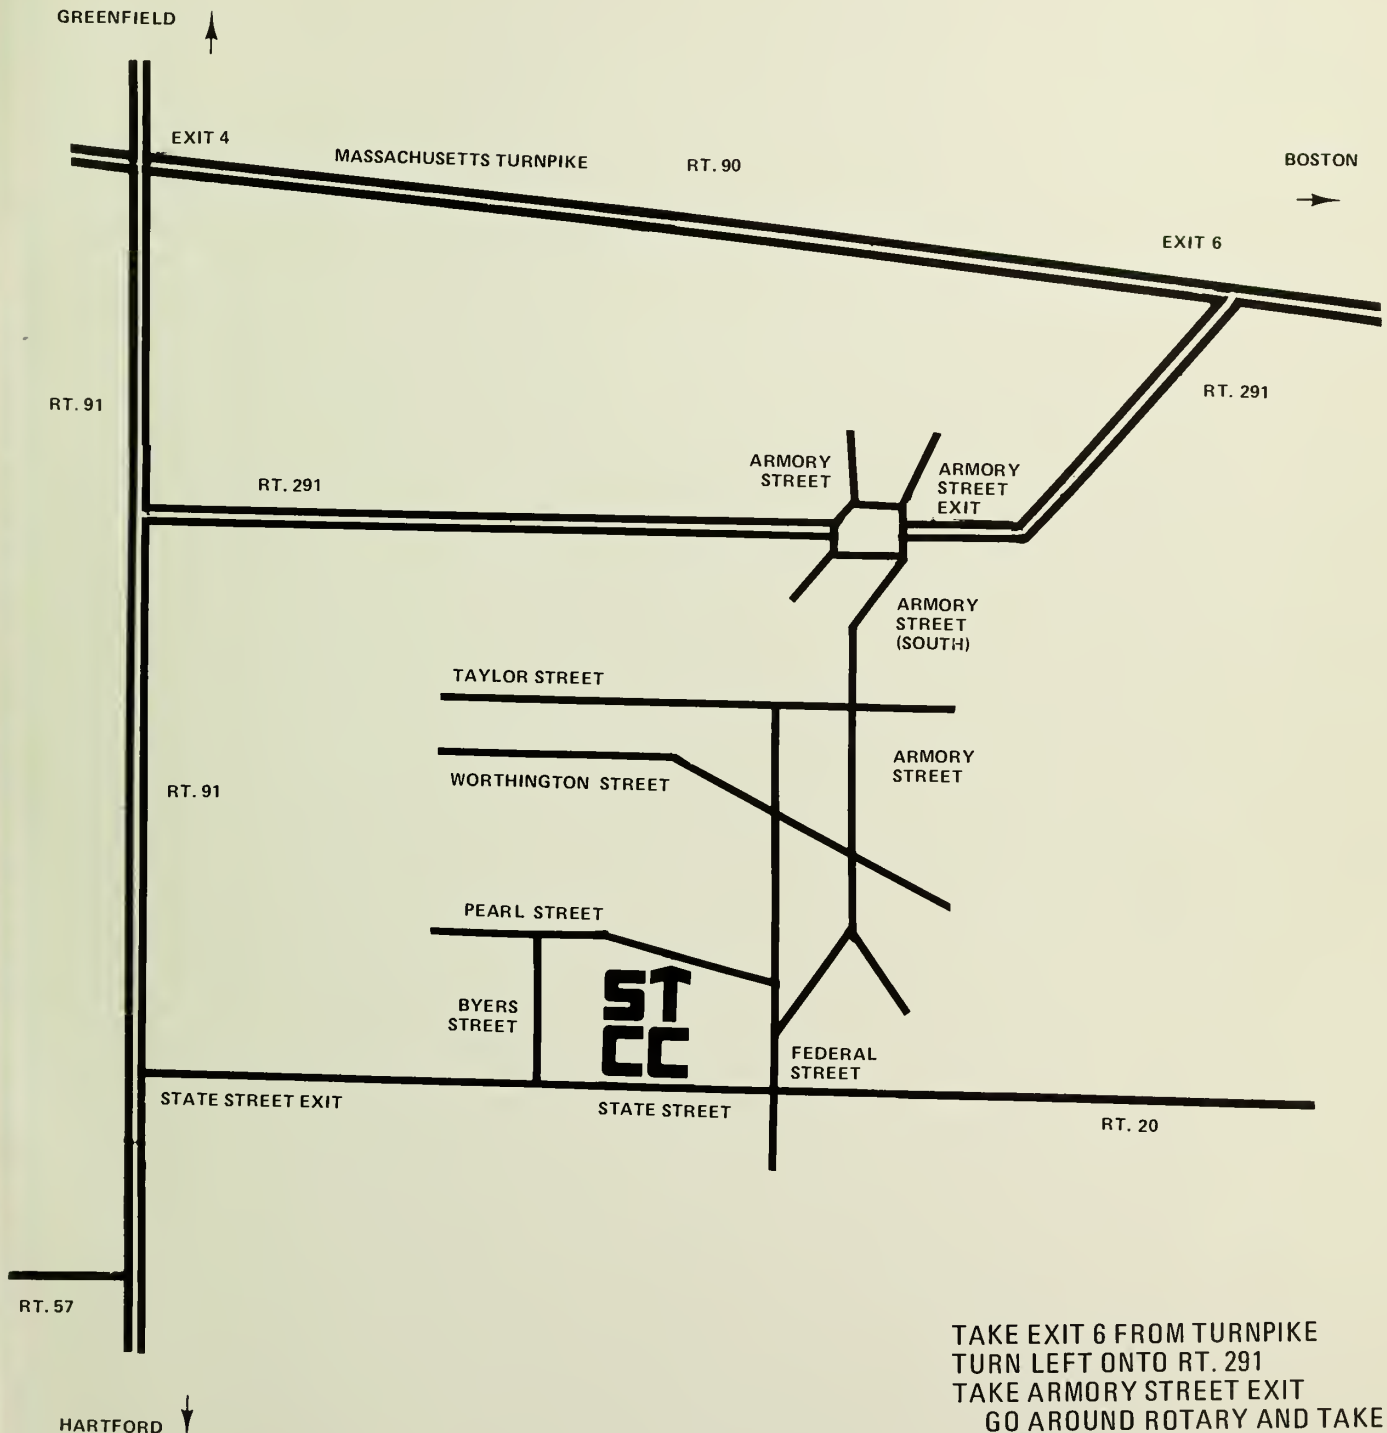 GREENFIELD
EXIT 4
MASSACHUSETTS TURNPIKE
RT. 90
BOSTON
EXIT 6
RT. 91
RT. 291
RT. 291
ARMORY
STREET
ARMORY
STREET
EXIT
ARMORY
STREET
(SOUTH)
TAYLOR STREET
WORTHINGTON STREET
ARMORY
STREET
RT. 91
PEARL STREET
BYERS
STREET
ST
CC
FEDERAL
STREET
STATE STREET EXIT
STATE STREET
RT. 20
RT. 57
HARTFORD
TAKE EXIT 6 FROM TURNPIKE
TURN LEFT ONTO RT. 291
TAKE ARMORY STREET EXIT
GO AROUND ROTARY AND TAKE